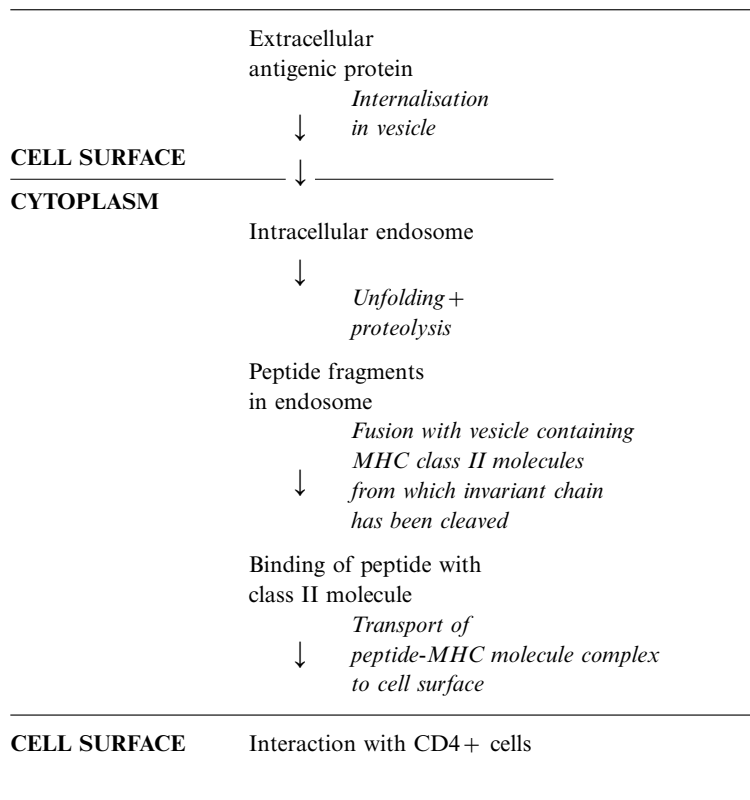 Extracellular
antigenic protein
Internalisation
in vesicle
CELL SURFACE
CYTOPLASM
Intracellular endosome
Unfolding+
proteolysis
Peptide fragments
in endosome
Fusion with vesicle containing
MHC class II molecules
from which invariant chain
has been cleaved
Binding of peptide with
class II molecule
Transport of
peptide-MHC molecule complex
to cell surface
CELL SURFACE Interaction with CD4+ cells